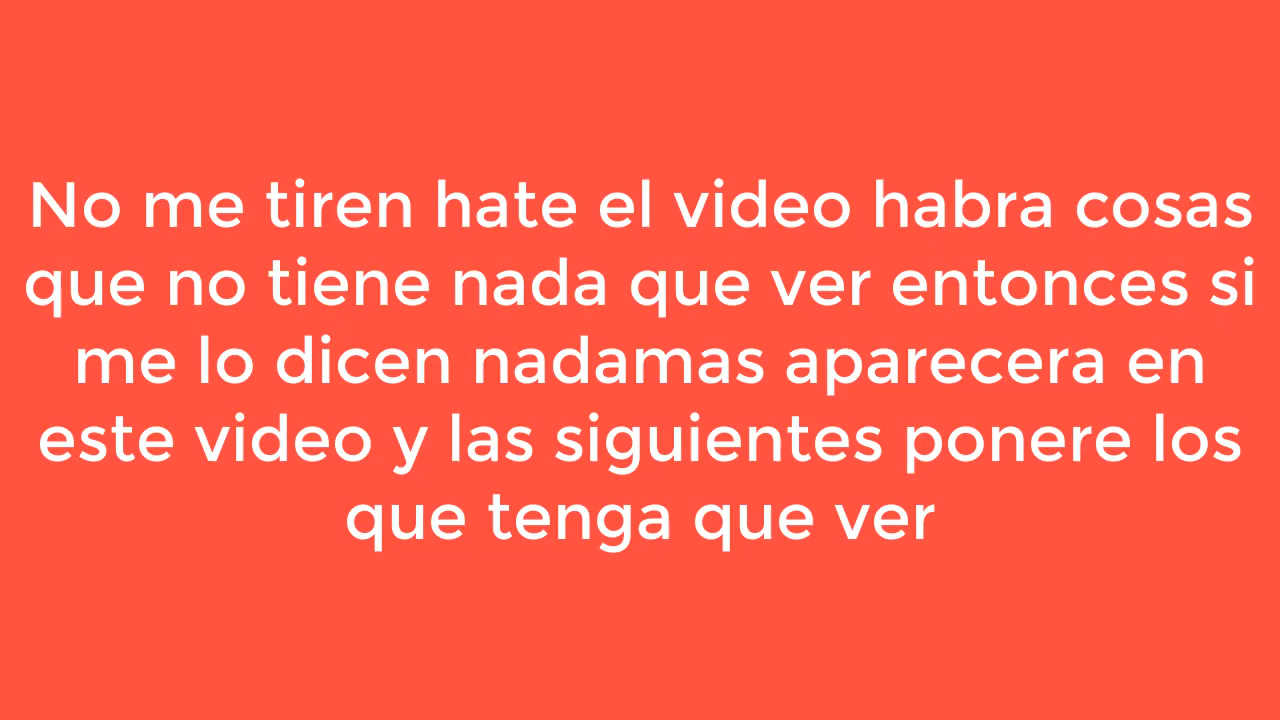 No me tiren hate el video habra cosas
que no tiene nada que ver entonces si
me lo dicen nadamas aparecera en
este video y las siguientes ponere los
que tenga que ver